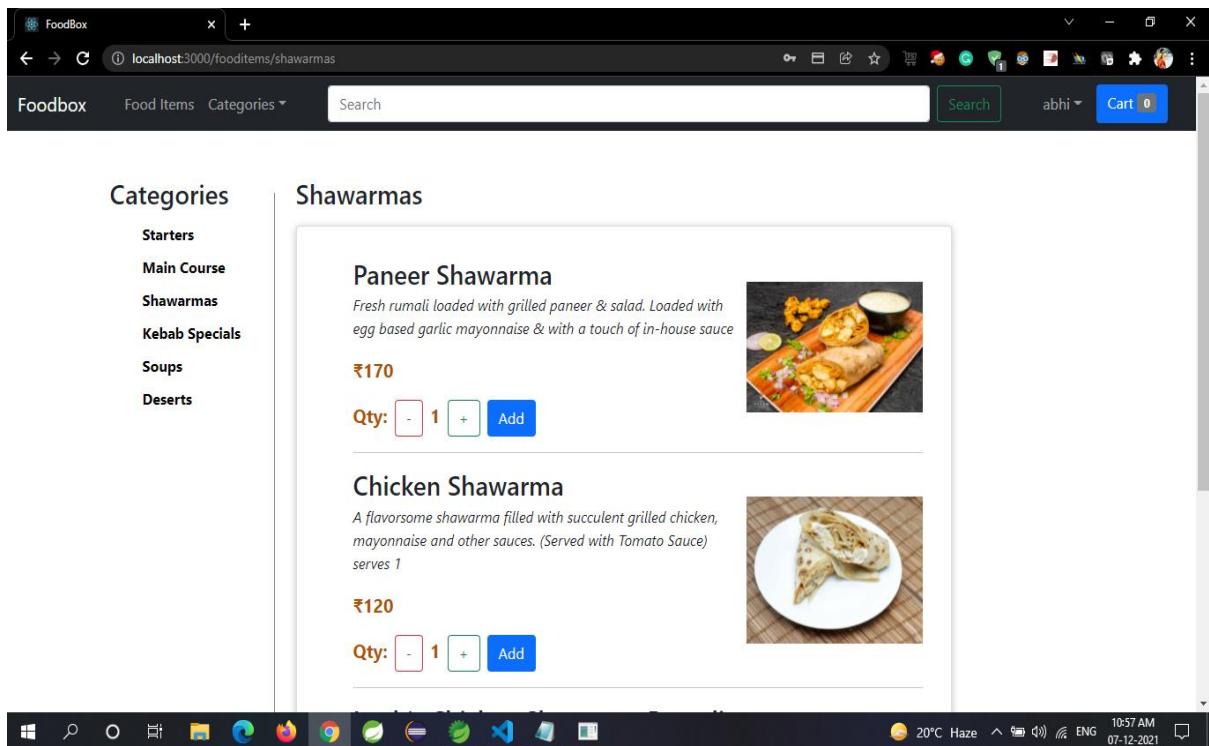 FoodBox
localhost:3000/fooditems/shawarmas
Foodbox Food Items Categories Search Search abhi Cart 0
Categories
Starters
Main Course
Shawarmas
Kebab Specials
Soups
Deserts
Shawarmas
Paneer Shawarma
Fresh rumali loaded with grilled paneer & salad. Loaded with
egg based garlic mayonnaise & with a touch of in-house sauce
₹170
Qty: - 1 + Add
Chicken Shawarma
A flavorsome shawarma filled with succulent grilled chicken,
mayonnaise and other sauces. (Served with Tomato Sauce)
serves 1
₹120
Qty: - 1 + Add
20°C Haze ENG 10:57 AM
07-12-2021